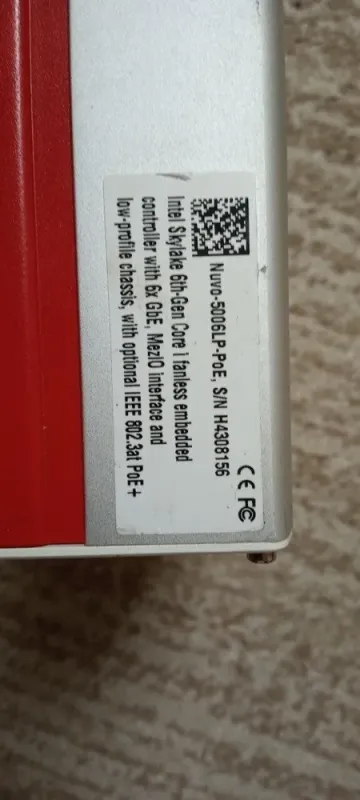 Nuvo-5006LP-PoE, S/N H4308156
CE FC
Intel Skylake 6th-Gen Core i fanless embedded
controller with 6x GbE, MezIO interface and
low-profile chassis, with optional IEEE 802.3at PoE+